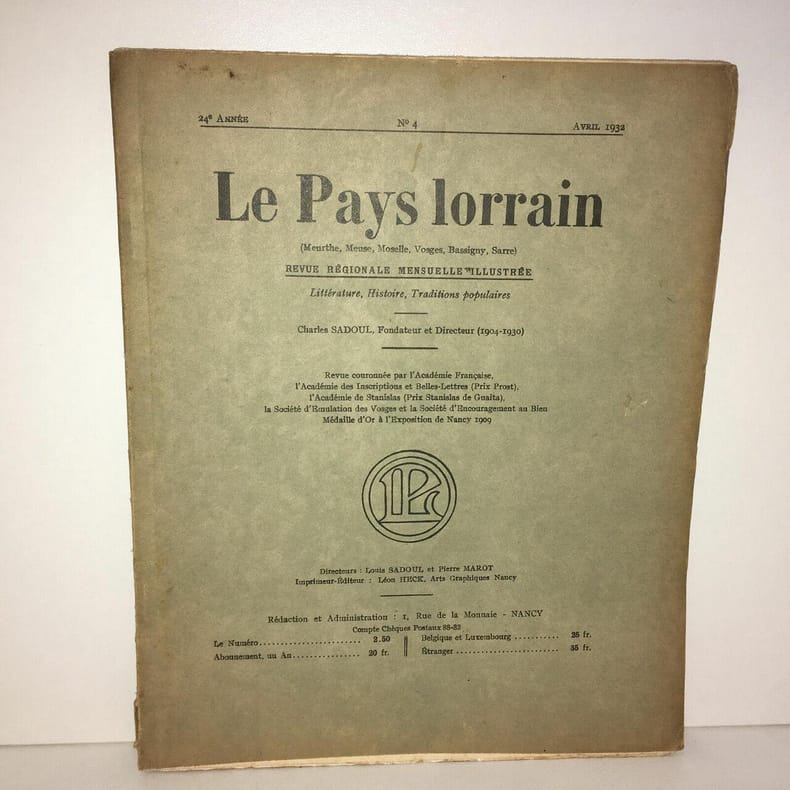 24e ANNÉE No 4 AVRIL 1932
Le Pays lorrain
(Meurthe, Meuse, Moselle, Vosges, Bassigny, Sarre)
REVUE RÉGIONALE MENSUELLE ILLUSTRÉE
Littérature, Histoire, Traditions populaires
Charles SADOUL, Fondateur et Directeur (1904-1930)
Revue couronnée par l'Académie Française,
l'Académie des Inscriptions et Belles-Lettres (Prix Prost),
l'Académie de Stanislas (Prix Stanislas de Guaita),
la Société d'Emulation des Vosges et la Société d'Encouragement au Bien
Médaille d'Or à l'Exposition de Nancy 1909
LPL
Directeurs : Louis SADOUL et Pierre MAROT
Imprimeur-Éditeur : Léon HECK, Arts Graphiques Nancy
Rédaction et Administration : 1, Rue de la Monnaie - NANCY
Compte Chèques Postaux 88-82
Le Numéro........................ 2.50 Belgique et Luxembourg .......... 25 fr.
Abonnement, un An................ 20 fr. Étranger ........................ 35 fr.